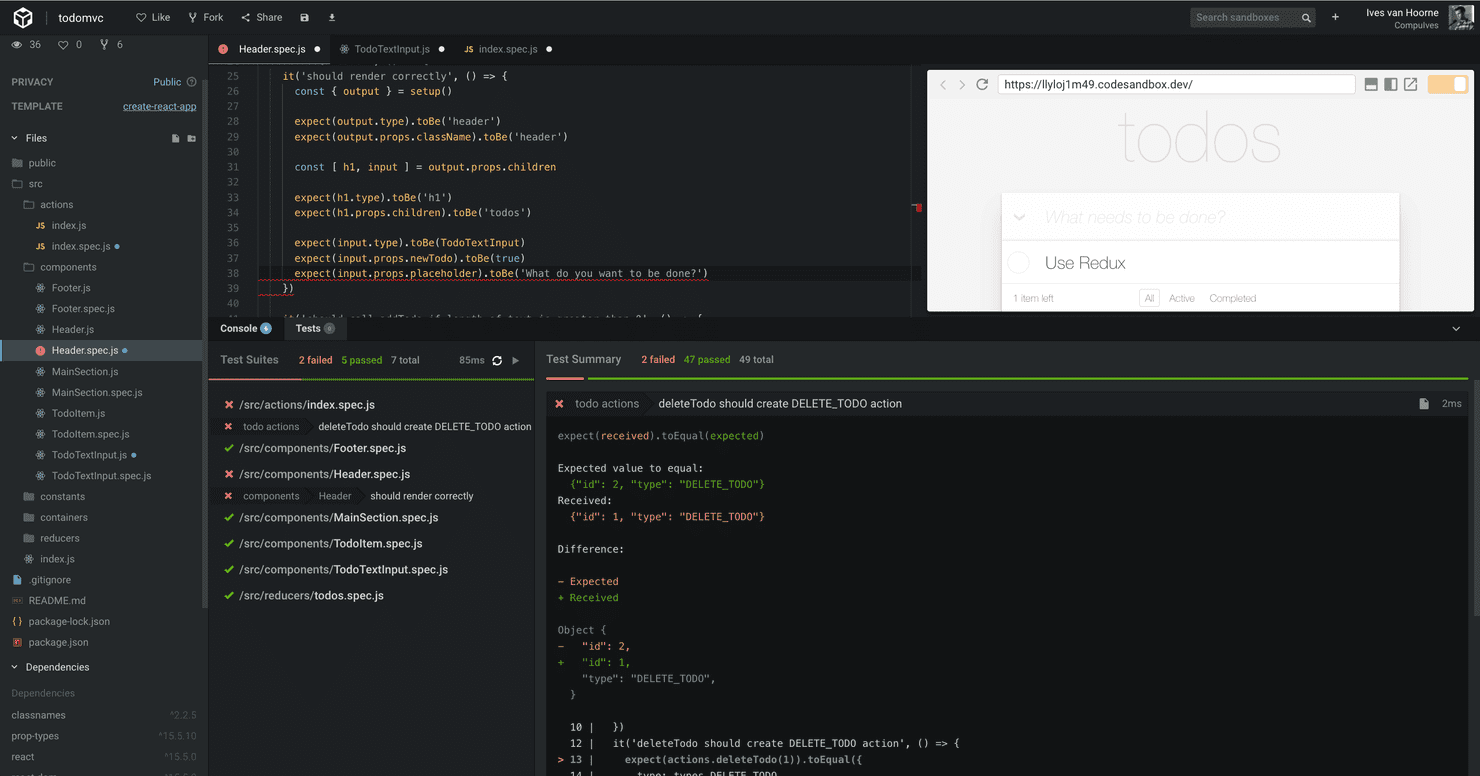 todomvc
Like
Fork
Share
Search sandboxes
+
Ives van Hoorne
Compulves
36
0
6
PRIVACY
Public
TEMPLATE
create-react-app
Files
public
src
actions
JS index.js
JS index.spec.js
components
Footer.js
Footer.spec.js
Header.js
Header.spec.js
MainSection.js
MainSection.spec.js
TodoItem.js
TodoItem.spec.js
TodoTextInput.js
TodoTextInput.spec.js
constants
containers
reducers
index.js
.gitignore
README.md
package-lock.json
package.json
Dependencies
Dependencies
classnames ^2.2.5
prop-types ^15.5.10
react ^15.5.0
Header.spec.js
TodoTextInput.js
JS index.spec.js
25 it('should render correctly', () => {
26 const { output } = setup()
27
28 expect(output.type).toBe('header')
29 expect(output.props.className).toBe('header')
30
31 const [ h1, input ] = output.props.children
32
33 expect(h1.type).toBe('h1')
34 expect(h1.props.children).toBe('todos')
35
36 expect(input.type).toBe(TodoTextInput)
37 expect(input.props.newTodo).toBe(true)
38 expect(input.props.placeholder).toBe('What do you want to be done?')
39 })
40
https://llyloj1m49.codesandbox.dev/
todos
What needs to be done?
Use Redux
1 item left
All
Active
Completed
Console
Tests 0
Test Suites
2 failed 5 passed 7 total
85ms
/src/actions/index.spec.js
todo actions deleteTodo should create DELETE_TODO action
/src/components/Footer.spec.js
/src/components/Header.spec.js
components Header should render correctly
/src/components/MainSection.spec.js
/src/components/TodoItem.spec.js
/src/components/TodoTextInput.spec.js
/src/reducers/todos.spec.js
Test Summary
2 failed 47 passed 49 total
todo actions deleteTodo should create DELETE_TODO action
2ms
expect(received).toEqual(expected)
Expected value to equal:
{"id": 2, "type": "DELETE_TODO"}
Received:
{"id": 1, "type": "DELETE_TODO"}
Difference:
- Expected
+ Received
Object {
- "id": 2,
+ "id": 1,
"type": "DELETE_TODO",
}
10 | })
12 | it('deleteTodo should create DELETE_TODO action', () => {
> 13 | expect(actions.deleteTodo(1)).toEqual({
14 | type: types.DELETE_TODO,